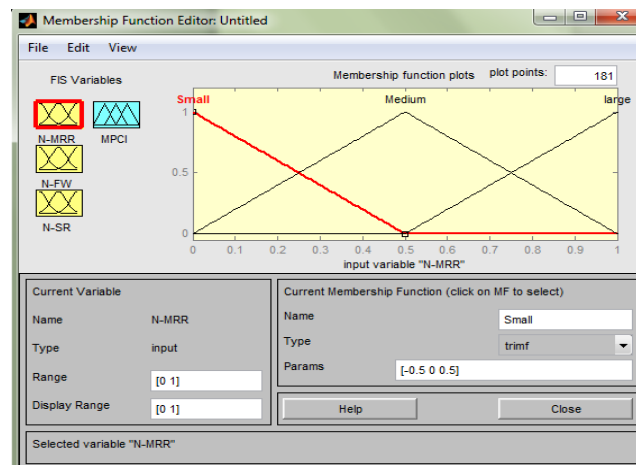 Membership Function Editor: Untitled
File Edit View
FIS Variables
Membership function plots plot points: 181
N-MRR MPCI
N-FW
N-SR
Small Medium large
1
0.5
0
0 0.1 0.2 0.3 0.4 0.5 0.6 0.7 0.8 0.9 1
input variable "N-MRR"
Current Variable
Name N-MRR
Type input
Range [0 1]
Display Range [0 1]
Current Membership Function (click on MF to select)
Name Small
Type trimf
Params [-0.5 0 0.5]
Help Close
Selected variable "N-MRR"